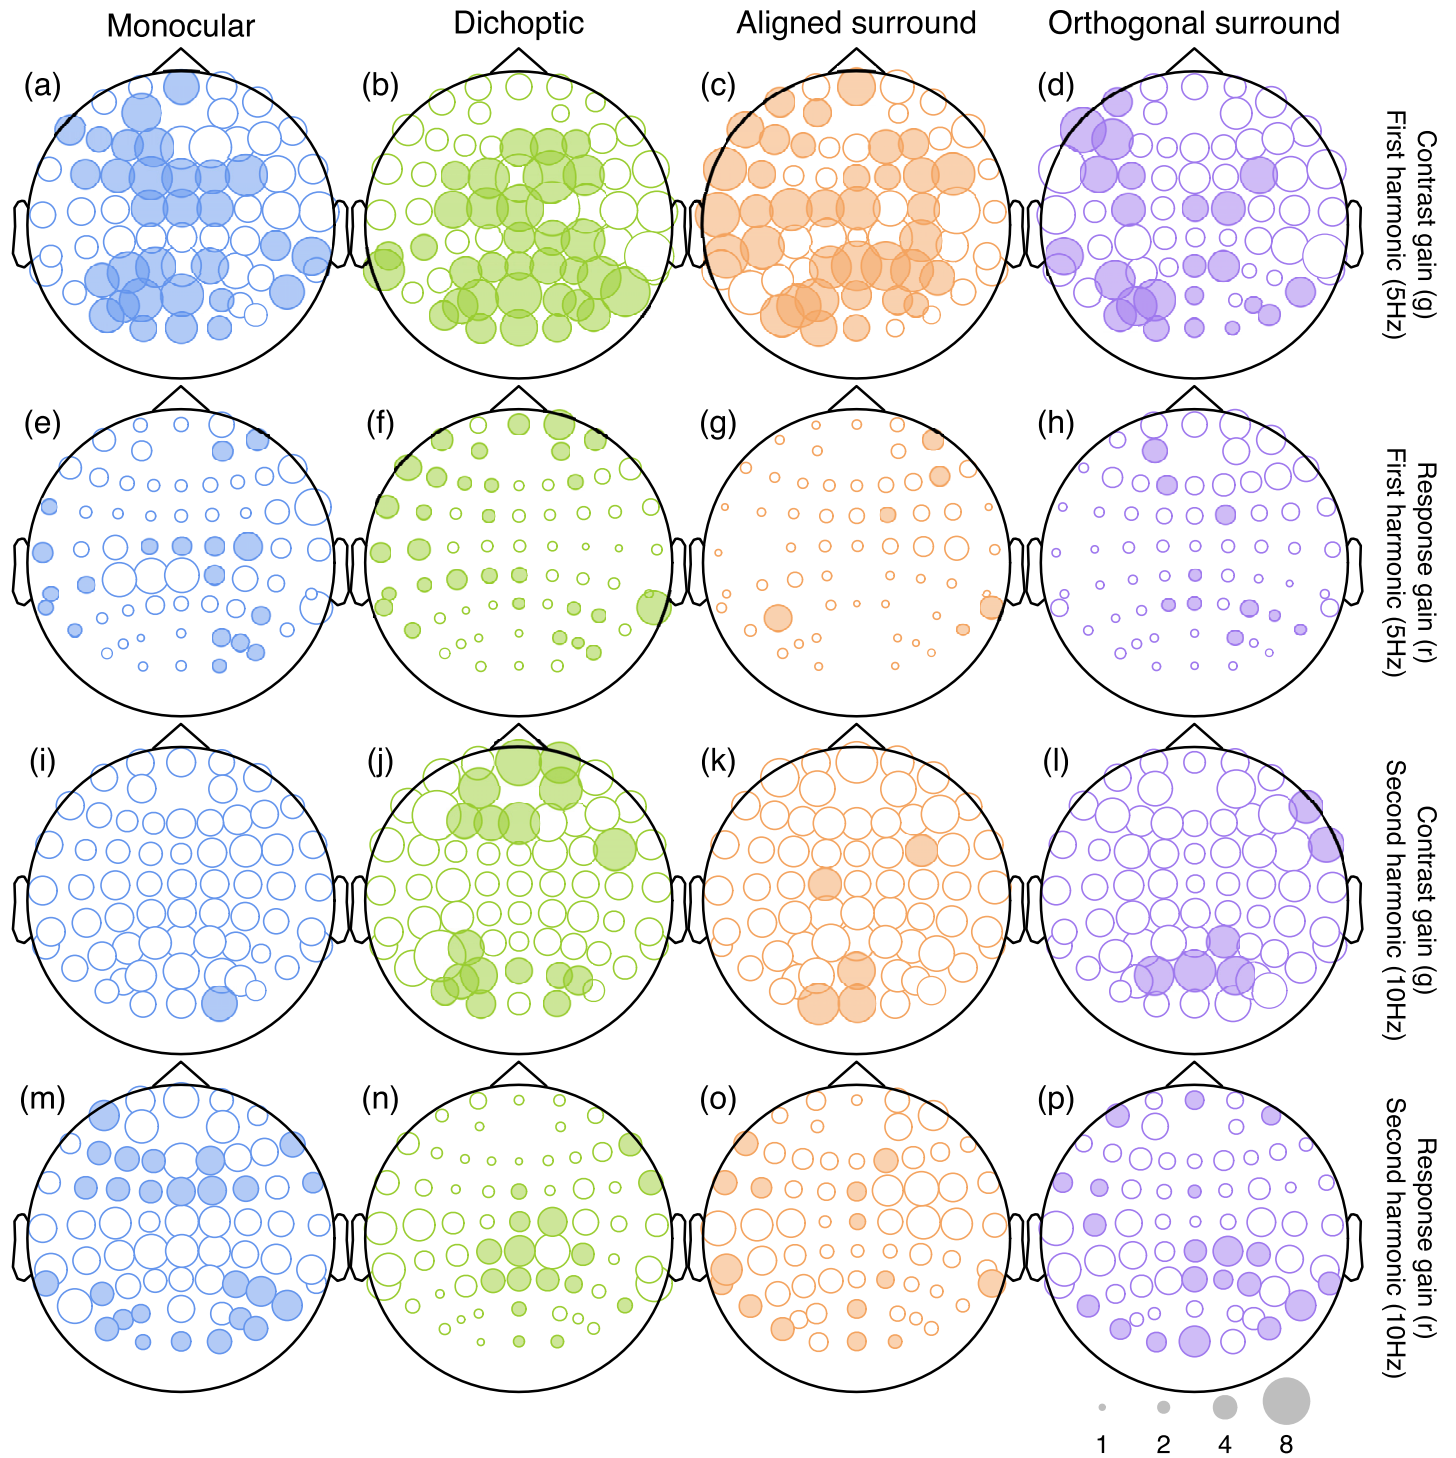 Monocular
Dichoptic
Aligned surround
Orthogonal surround
(a)
(b)
(c)
(d)
Contrast gain (g)
First harmonic (5Hz)
(e)
(f)
(g)
(h)
Response gain (r)
First harmonic (5Hz)
(i)
(j)
(k)
(l)
Contrast gain (g)
Second harmonic (10Hz)
(m)
(n)
(o)
(p)
Response gain (r)
Second harmonic (10Hz)
1 2 4 8